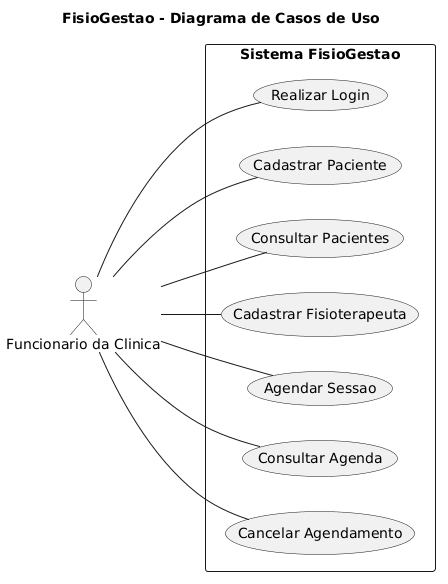 FisioGestao - Diagrama de Casos de Uso
Sistema FisioGestao
Realizar Login
Cadastrar Paciente
Consultar Pacientes
Cadastrar Fisioterapeuta
Funcionario da Clinica
Agendar Sessao
Consultar Agenda
Cancelar Agendamento